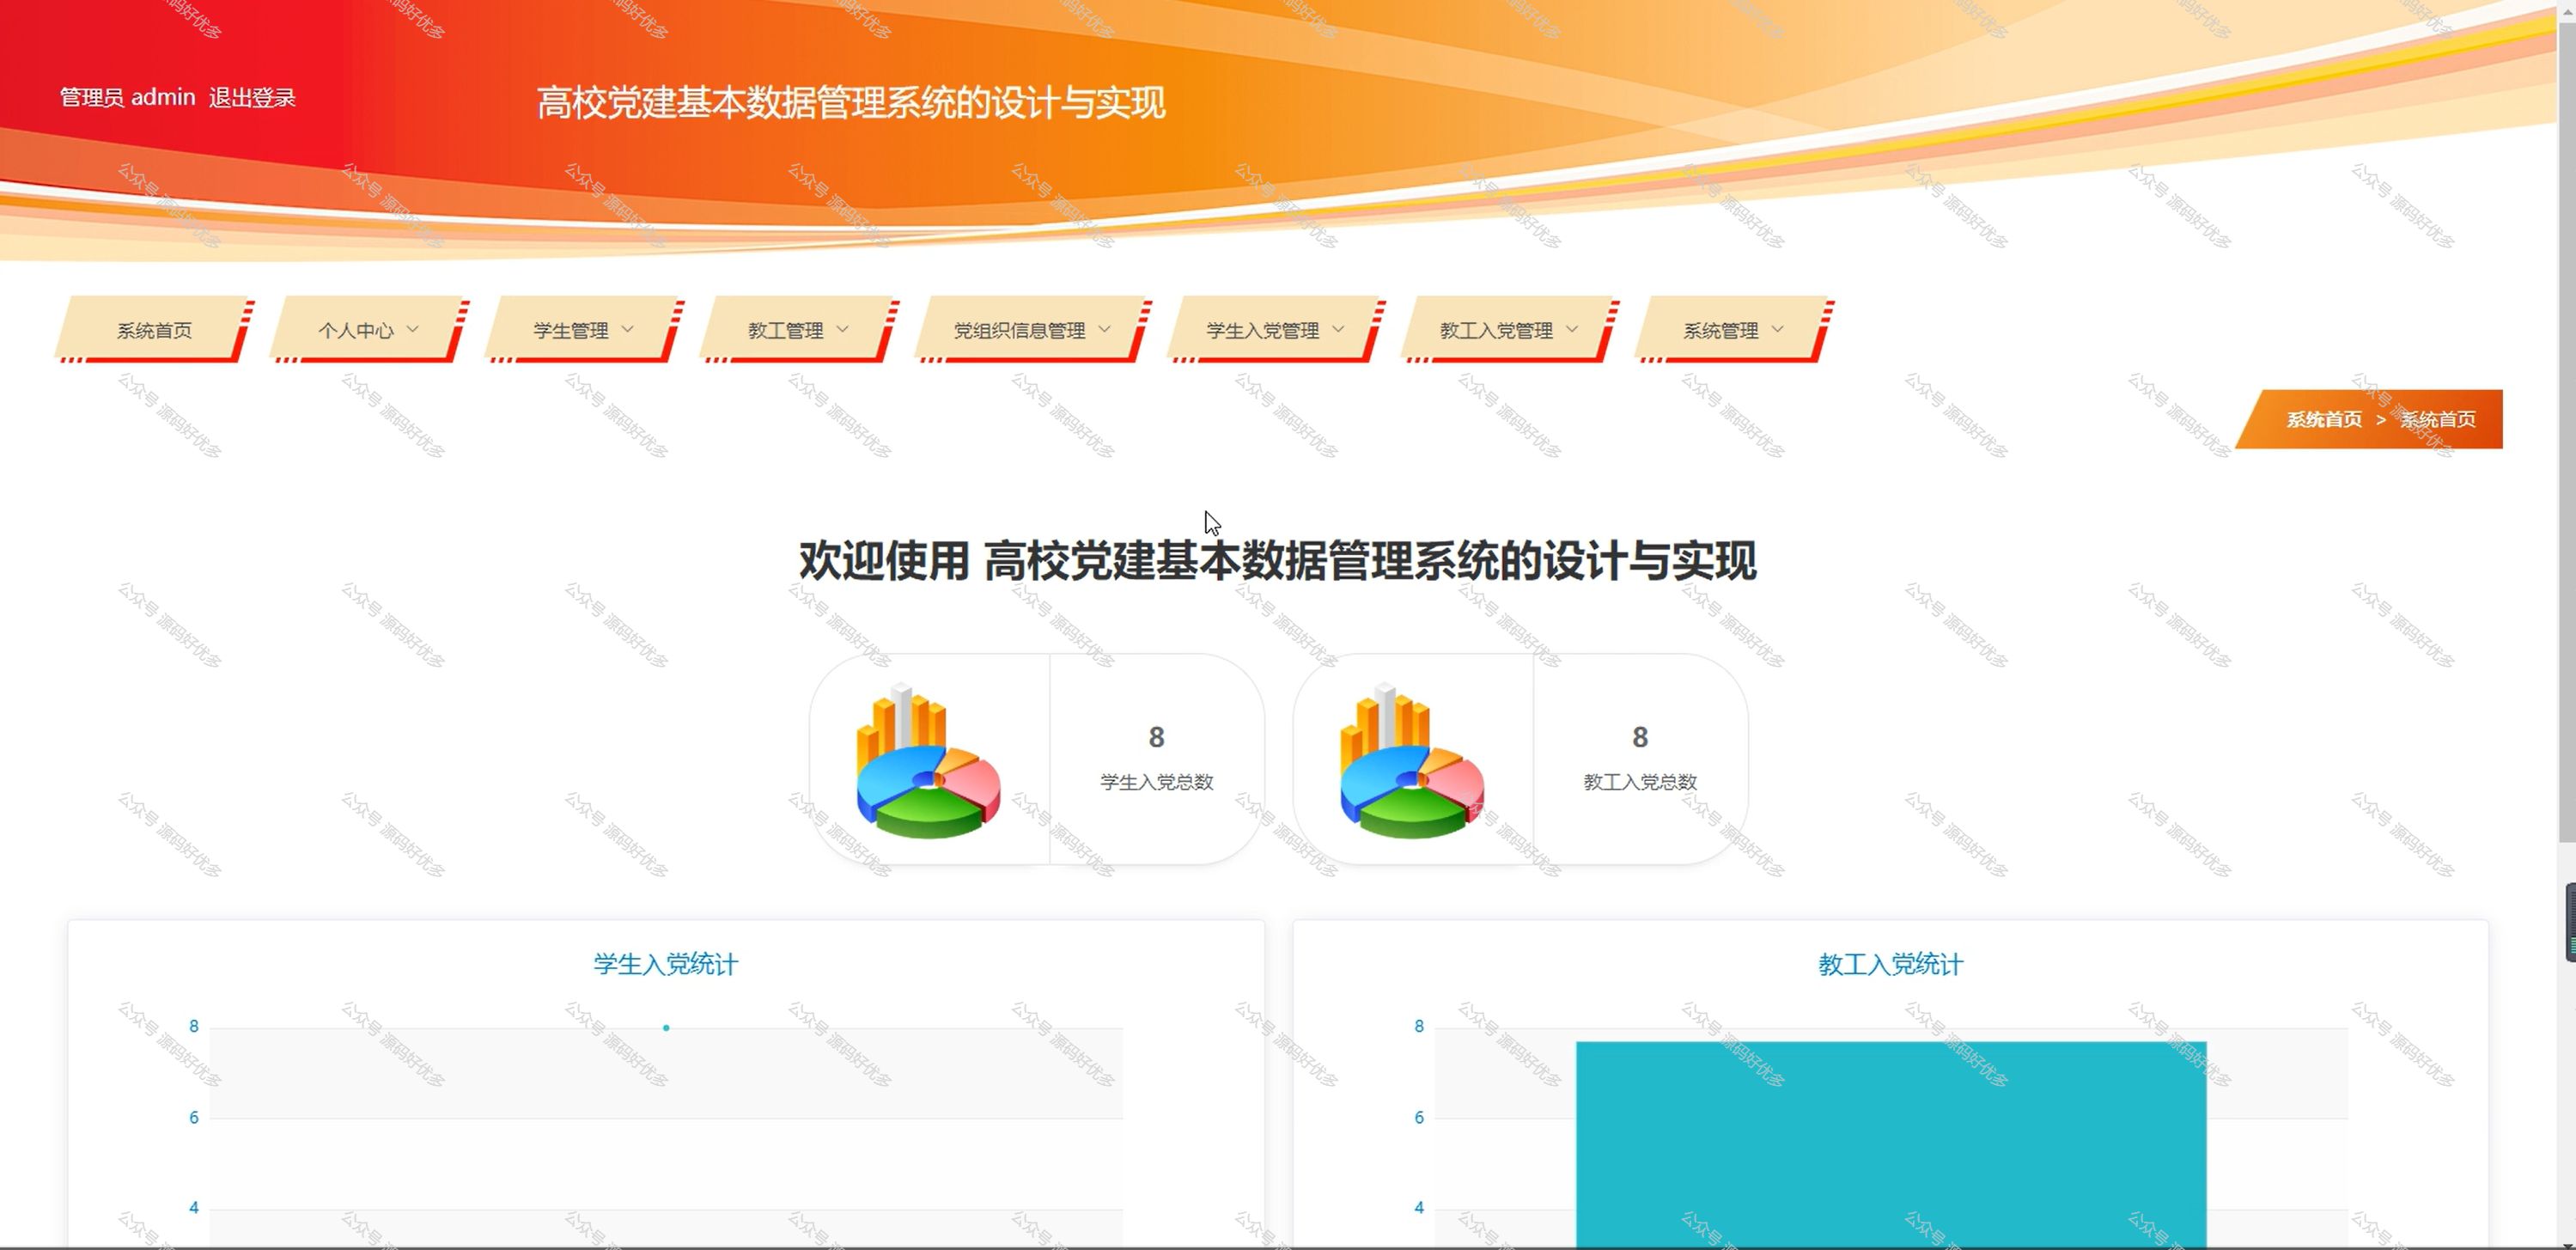 管理员 admin 退出登录
高校党建基本数据管理系统的设计与实现
系统首页
个人中心
学生管理
教工管理
党组织信息管理
学生入党管理
教工入党管理
系统管理
系统首页 > 系统首页
欢迎使用 高校党建基本数据管理系统的设计与实现
8
学生入党总数
8
教工入党总数
学生入党统计
8
6
4
教工入党统计
8
6
4
公众号 源码好优多